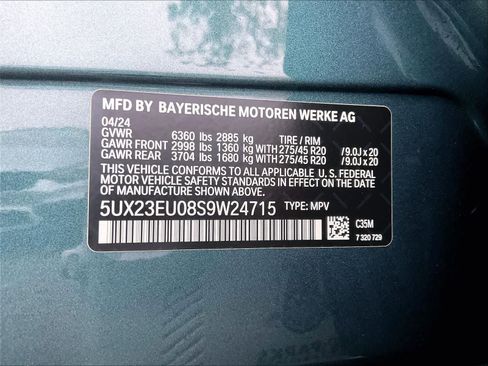 MFD BY BAYERISCHE MOTOREN WERKE AG
04/24
GVWR 6360 lbs 2885 kg TIRE / RIM
GAWR FRONT 2998 lbs 1360 kg WITH 275/45 R20 /9.0J x 20
GAWR REAR 3704 lbs 1680 kg WITH 275/45 R20 /9.0J x 20
THIS VEHICLE CONFORMS TO ALL APPLICABLE U.S. FEDERAL
MOTOR VEHICLE SAFETY STANDARDS IN EFFECT ON THE DATE OF
MANUFACTURE SHOWN ABOVE.
5UX23EU08S9W24715 TYPE: MPV
C35M
7 320 729